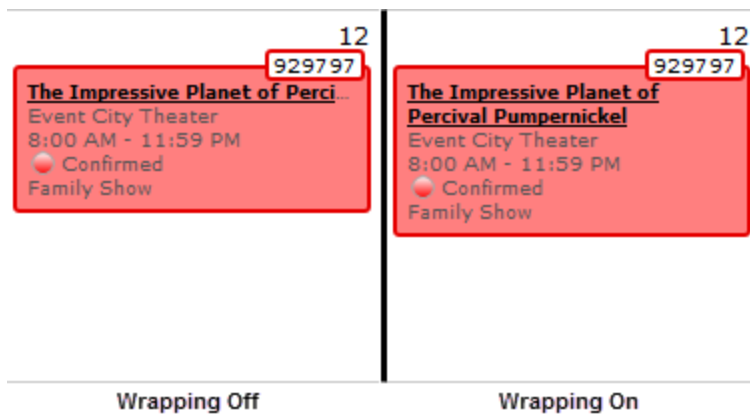 12
929797
The Impressive Planet of Perci...
Event City Theater
8:00 AM - 11:59 PM
Confirmed
Family Show
Wrapping Off
12
929797
The Impressive Planet of
Percival Pumpernickel
Event City Theater
8:00 AM - 11:59 PM
Confirmed
Family Show
Wrapping On